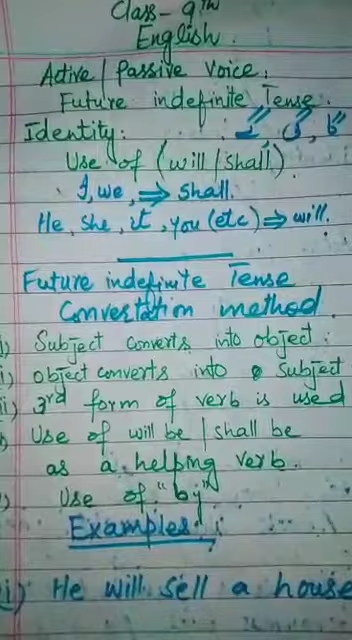 Class - 9th
English.
Active / Passive Voice.
Future indefinite Tense.
Identity:
Use of (will / shall)
I, we, ⇒ shall.
He, she, it, you (etc) ⇒ will.
Future indefinite Tense
Convertation method.
i) Subject converts into object:
i) object converts into Subject
ii) 3rd form of verb is used
Use of will be / shall be
as a helping verb.
Use of "by"
Examples:
(i) He will sell a house